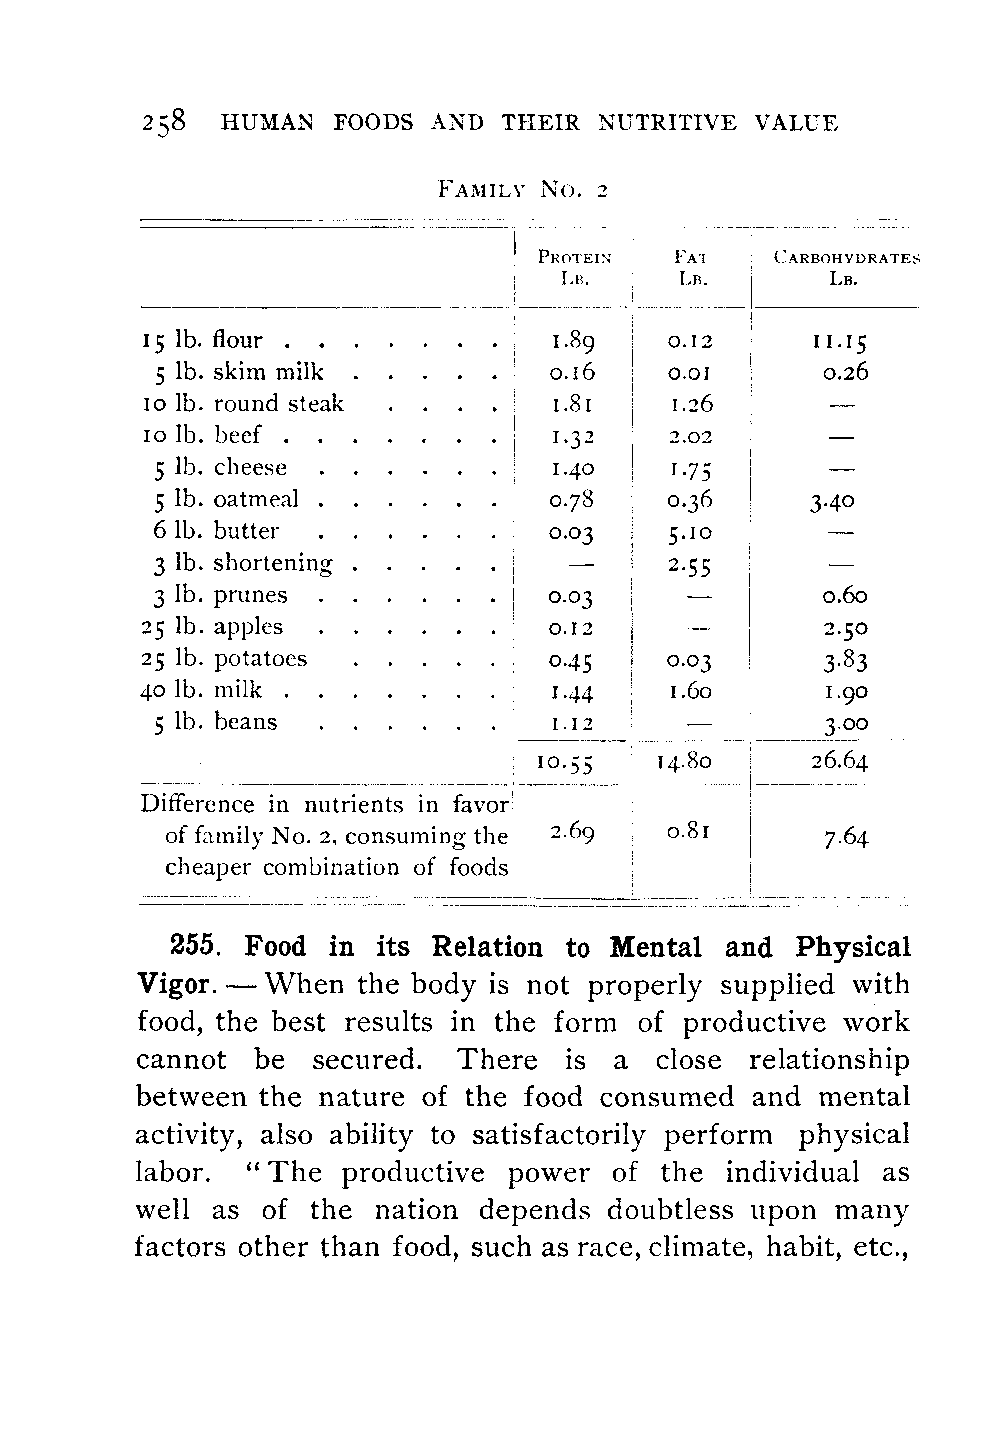 258 HUMAN FOODS AND THEIR NUTRITIVE VALUE
FAMILY NO. 2
PROTEIN LB. FAT LB. CARBOHYDRATES LB.
15 lb. flour . . . . . . . 1.89 0.12 11.15
5 lb. skim milk . . . . . 0.16 0.01 0.26
10 lb. round steak . . . . 1.81 1.26 —
10 lb. beef . . . . . . . 1.32 2.02 —
5 lb. cheese . . . . . . 1.40 1.75 —
5 lb. oatmeal . . . . . . 0.78 0.36 3.40
6 lb. butter . . . . . . 0.03 5.10 —
3 lb. shortening . . . . . — 2.55 —
3 lb. prunes . . . . . . 0.03 — 0.60
25 lb. apples . . . . . . 0.12 — 2.50
25 lb. potatoes . . . . . 0.45 0.03 3.83
40 lb. milk . . . . . . . 1.44 1.60 1.90
5 lb. beans . . . . . . 1.12 — 3.00
10.55 14.80 26.64
Difference in nutrients in favor
of family No. 2, consuming the 2.69 0.81 7.64
cheaper combination of foods
255. Food in its Relation to Mental and Physical
Vigor. — When the body is not properly supplied with
food, the best results in the form of productive work
cannot be secured. There is a close relationship
between the nature of the food consumed and mental
activity, also ability to satisfactorily perform physical
labor. “The productive power of the individual as
well as of the nation depends doubtless upon many
factors other than food, such as race, climate, habit, etc.,